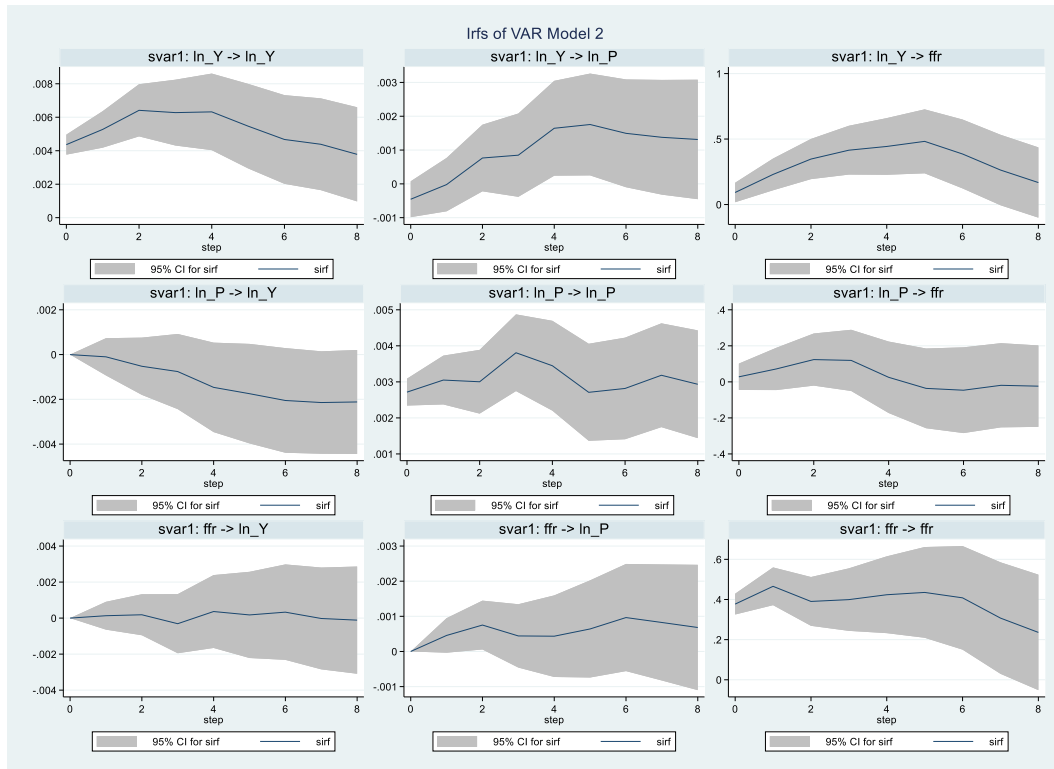 Irfs of VAR Model 2
svar1: ln_Y -> ln_Y
.008
.006
.004
.002
0
0 2 4 6 8
step
95% CI for sirf sirf
svar1: ln_Y -> ln_P
.003
.002
.001
0
-.001
0 2 4 6 8
step
95% CI for sirf sirf
svar1: ln_Y -> ffr
1
.5
0
0 2 4 6 8
step
95% CI for sirf sirf
svar1: ln_P -> ln_Y
.002
0
-.002
-.004
0 2 4 6 8
step
95% CI for sirf sirf
svar1: ln_P -> ln_P
.005
.004
.003
.002
.001
0 2 4 6 8
step
95% CI for sirf sirf
svar1: ln_P -> ffr
.4
.2
0
-.2
-.4
0 2 4 6 8
step
95% CI for sirf sirf
svar1: ffr -> ln_Y
.004
.002
0
-.002
-.004
0 2 4 6 8
step
95% CI for sirf sirf
svar1: ffr -> ln_P
.003
.002
.001
0
-.001
0 2 4 6 8
step
95% CI for sirf sirf
svar1: ffr -> ffr
.6
.4
.2
0
0 2 4 6 8
step
95% CI for sirf sirf